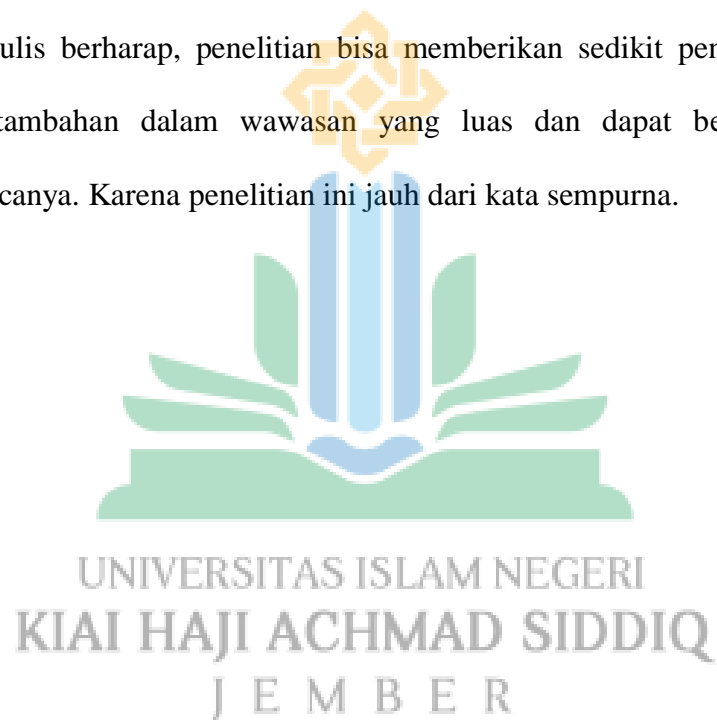 ulis berharap, penelitian bisa memberikan sedikit per
tambahan dalam wawasan yang luas dan dapat be
canya. Karena penelitian ini jauh dari kata sempurna.
UNIVERSITAS ISLAM NEGERI
KIAI HAJI ACHMAD SIDDIQ
JEMBER